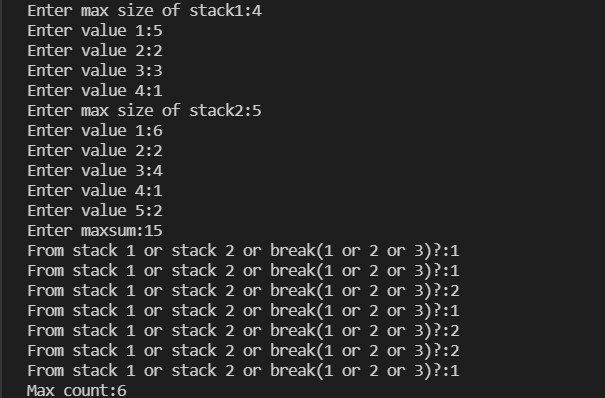 Enter max size of stack1:4
Enter value 1:5
Enter value 2:2
Enter value 3:3
Enter value 4:1
Enter max size of stack2:5
Enter value 1:6
Enter value 2:2
Enter value 3:4
Enter value 4:1
Enter value 5:2
Enter maxsum:15
From stack 1 or stack 2 or break(1 or 2 or 3)?:1
From stack 1 or stack 2 or break(1 or 2 or 3)?:1
From stack 1 or stack 2 or break(1 or 2 or 3)?:2
From stack 1 or stack 2 or break(1 or 2 or 3)?:1
From stack 1 or stack 2 or break(1 or 2 or 3)?:2
From stack 1 or stack 2 or break(1 or 2 or 3)?:2
From stack 1 or stack 2 or break(1 or 2 or 3)?:1
Max count:6